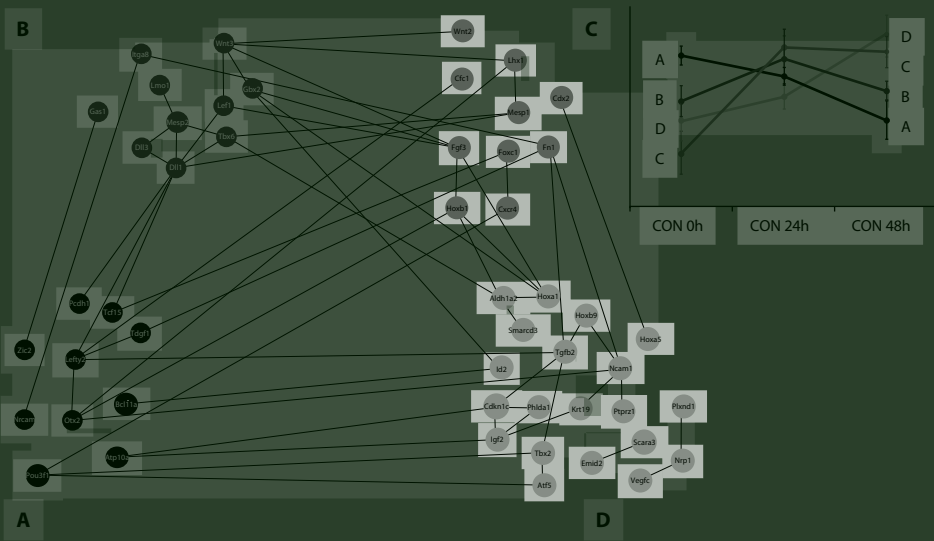 B
C
Wnt2
Wnt3
Itga8
Lhx1
Cfc1
Lmo1
Gbx2
Cdx2
Lef1
Gas1
Mesp1
Mesp2
Tbx6
Dll3
Fgf3
Foxc1
Fn1
Dll1
Hoxb1
Cxcr4
A
B
D
C
D
C
B
A
CON 0h
CON 24h
CON 48h
Aldh1a2
Hoxa1
Pcdh1
Tcf15
Hoxb9
Smarcd3
Tdgf1
Hoxa5
Zic2
Lefty2
Tgfb2
Id2
Ncam1
Bcl11a
Cdkn1c
Phlda1
Krt19
Ptprz1
Plxnd1
Nrcam
Otx2
Igf2
Scara3
Atp10a
Tbx2
Emid2
Nrp1
Pou3f1
Atf5
Vegfc
A
D